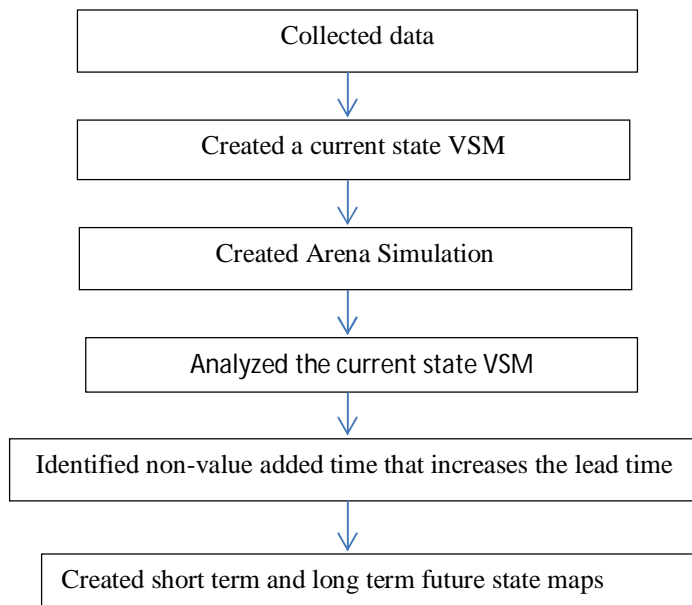 Collected data
Created a current state VSM
Created Arena Simulation
Analyzed the current state VSM
Identified non-value added time that increases the lead time
Created short term and long term future state maps